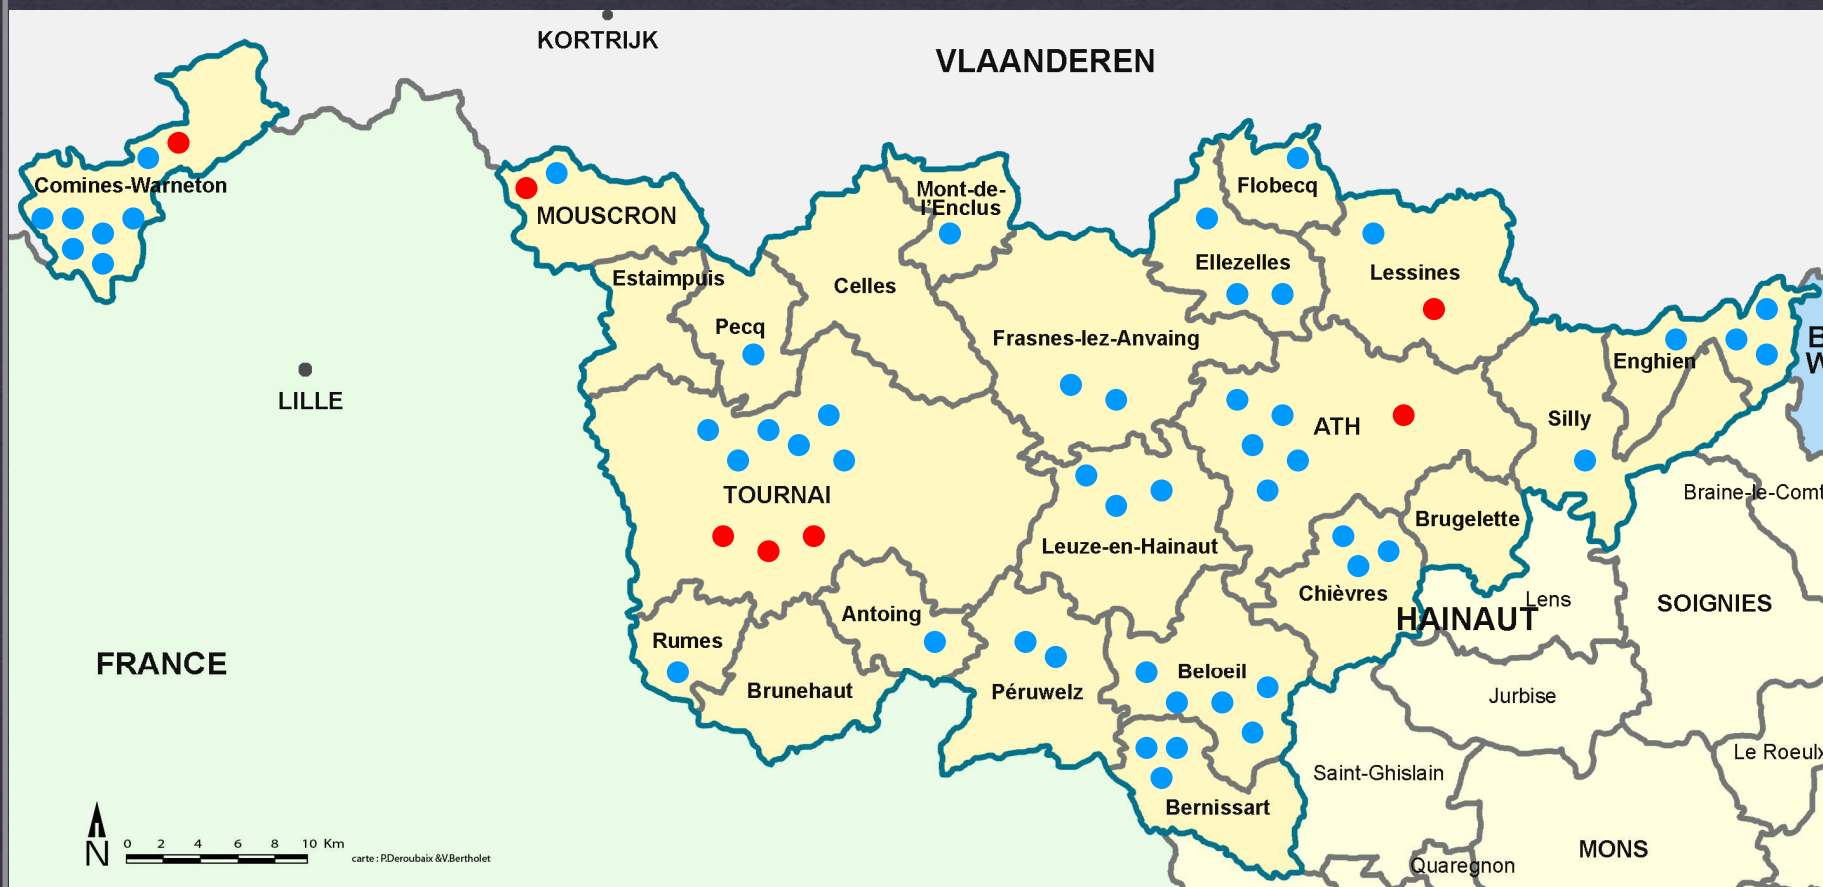 KORTRIJK
VLAANDEREN
Comines-Warneton
MOUSCRON
Mont-de-
l'Enclus
Flobecq
Estaimpuis
Celles
Ellezelles
Lessines
Pecq
Frasnes-lez-Anvaing
B
W
Enghien
LILLE
ATH
Silly
TOURNAI
Braine-le-Comt
Brugelette
Leuze-en-Hainaut
Chièvres
Lens
SOIGNIES
HAINAUT
Antoing
Rumes
FRANCE
Brunehaut
Péruwelz
Beloeil
Jurbise
Saint-Ghislain
Le Roeulx
Bernissart
N
0 2 4 6 8 10 Km
carte : P.Deroubaix &V.Bertholet
MONS
Quaregnon